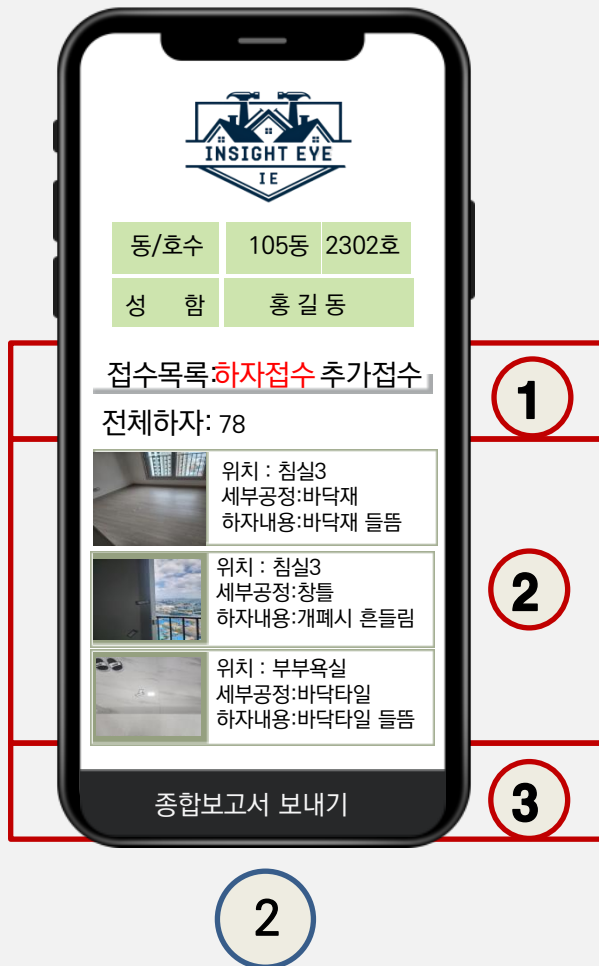 INSIGHT EYE
IE
동/호수 105동 2302호
성 함 홍 길 동
접수목록:하자접수 추가접수
전체하자: 78
위치 : 침실3
세부공정:바닥재
하자내용:바닥재 들뜸
위치 : 침실3
세부공정:창틀
하자내용:개폐시 흔들림
위치 : 부부욕실
세부공정:바닥타일
하자내용:바닥타일 들뜸
종합보고서 보내기
1
2
3
2